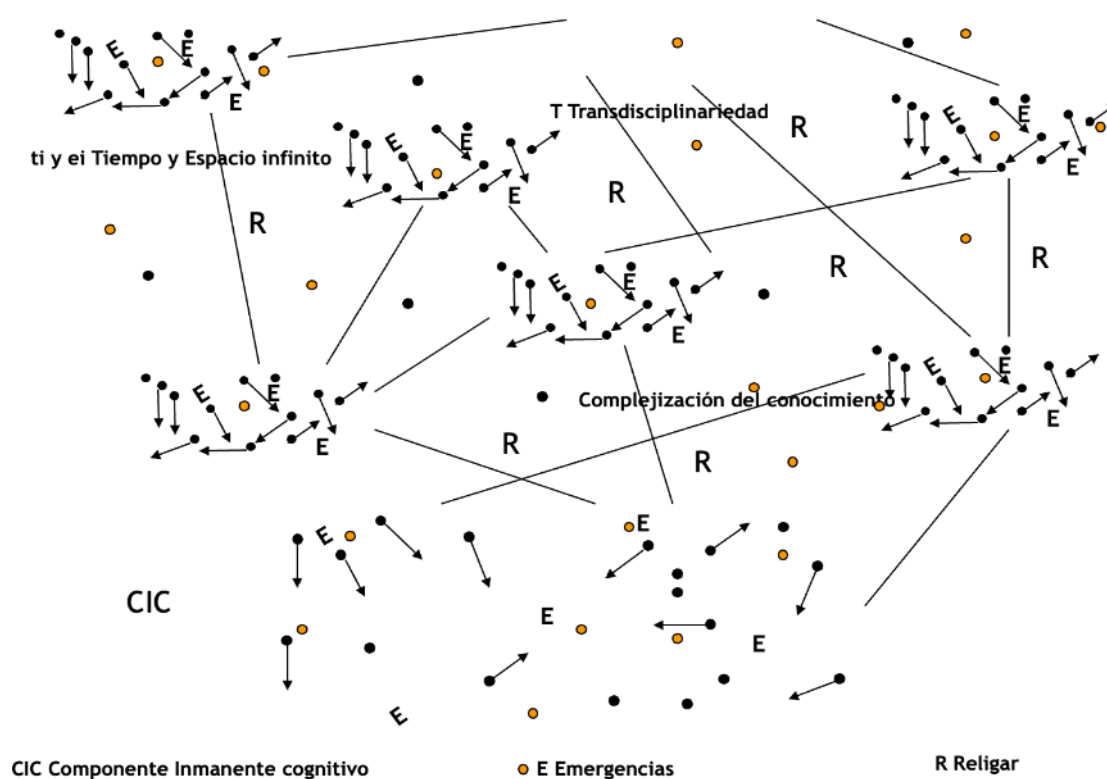 E
E
E
T Transdisciplinariedad
R
E
E
E
E
E
E
ti y ei Tiempo y Espacio infinito
R
R
R
R
E
E
E
E
E
E
E
E
E
Complejización del conocimiento
R
R
E
E
CIC
E
E
E
CIC Componente Inmanente cognitivo
E Emergencias
R Religar